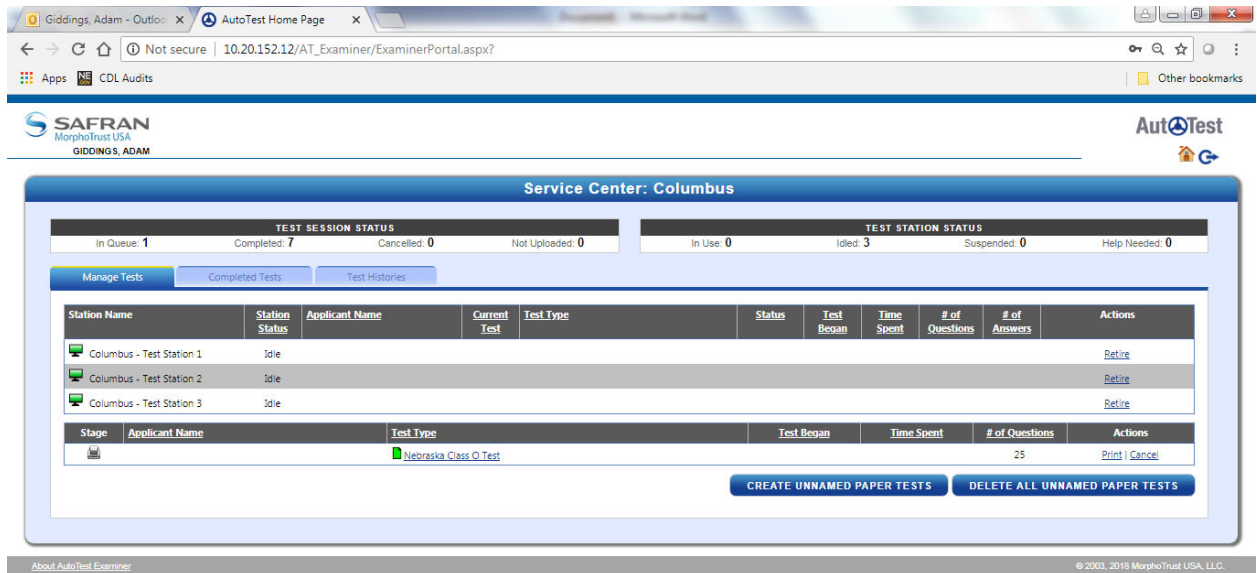 Giddings, Adam - Outloo AutoTest Home Page Document1 - Microsoft Word
Not secure | 10.20.152.12/AT_Examiner/ExaminerPortal.aspx?
Apps CDL Audits Other bookmarks
SAFRAN
MorphoTrust USA
GIDDINGS, ADAM
AutoTest
Service Center: Columbus
TEST SESSION STATUS TEST STATION STATUS
In Queue: 1 Completed: 7 Cancelled: 0 Not Uploaded: 0 In Use: 0 Idled: 3 Suspended: 0 Help Needed: 0
Manage Tests Completed Tests Test Histories
Station Name Station Status Applicant Name Current Test Test Type Status Test Began Time Spent # of Questions # of Answers Actions
Columbus - Test Station 1 Idle Retire
Columbus - Test Station 2 Idle Retire
Columbus - Test Station 3 Idle Retire
Stage Applicant Name Test Type Test Began Time Spent # of Questions Actions
Nebraska Class O Test 25 Print | Cancel
CREATE UNNAMED PAPER TESTS DELETE ALL UNNAMED PAPER TESTS
About AutoTest Examiner © 2003, 2018 MorphoTrust USA, LLC.